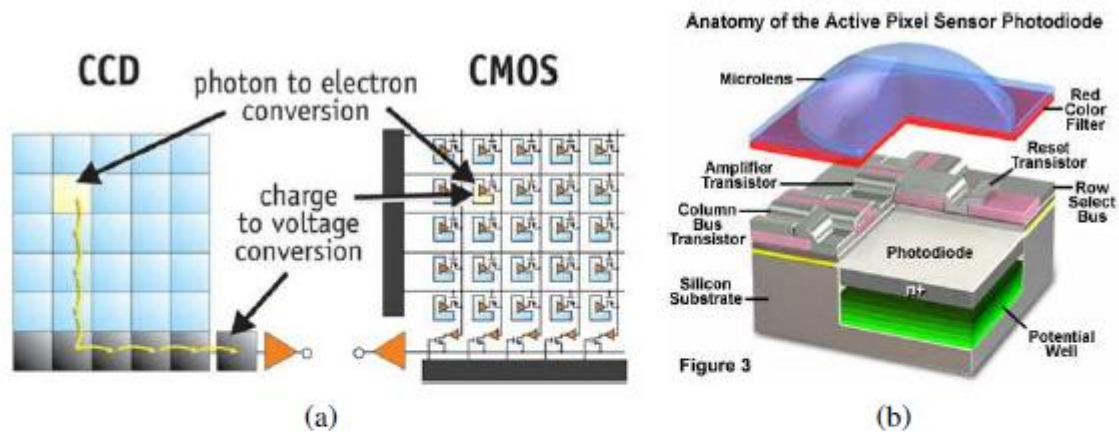 CCD
photon to electron
conversion
CMOS
charge
to voltage
conversion
(a)
Anatomy of the Active Pixel Sensor Photodiode
Microlens
Red
Color
Filter
Amplifier
Transistor
Reset
Transistor
Column
Bus
Transistor
Row
Select
Bus
Photodiode
Silicon
Substrate
n+
Potential
Well
Figure 3
(b)